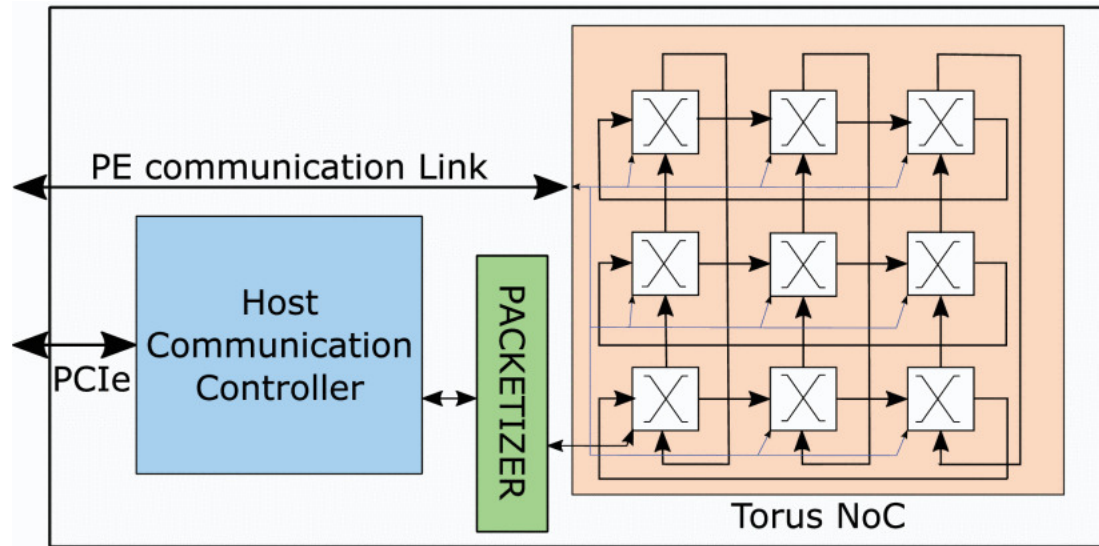 PE communication Link
Host
Communication
Controller
PCIe
PACKETIZER
Torus NoC